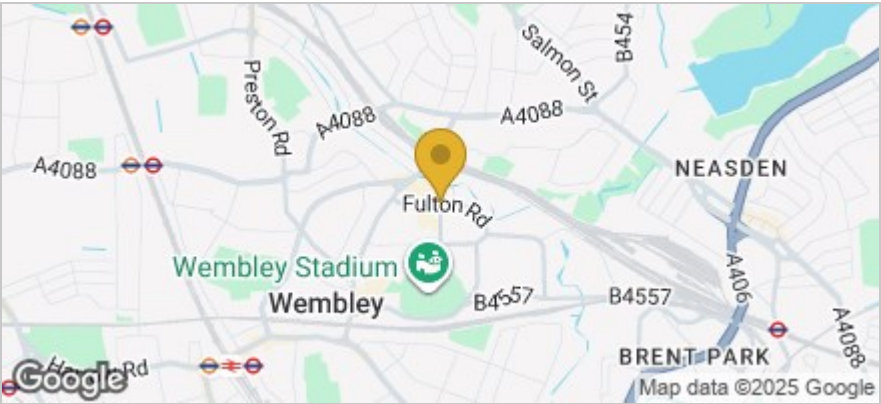 Salmon St
B454
Preston Rd
A4088
A4088
A4088
NEASDEN
Fulton Rd
Wembley Stadium
Wembley
B4557
B4557
A406
A4088
BRENT PARK
Rd
Google
Map data ©2025 Google